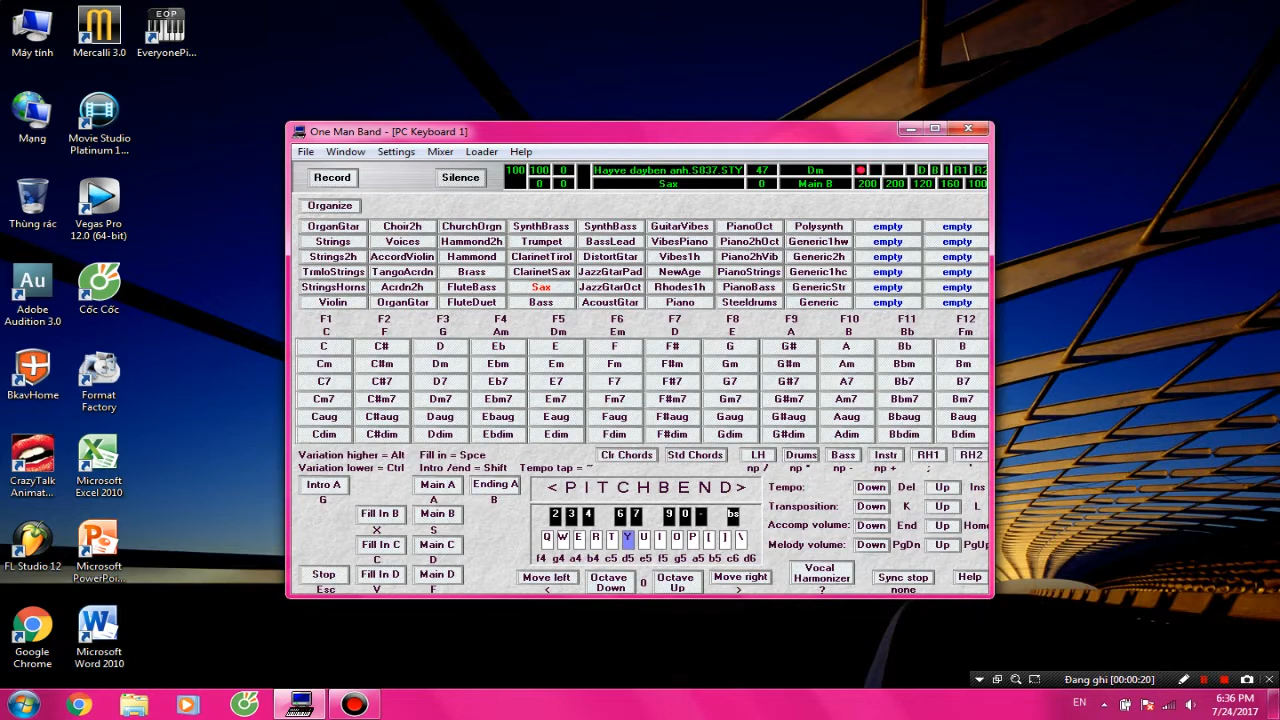 Máy tính
Mercalli 3.0
EOP
EveryonePi...
Mạng
Movie Studio
Platinum 1...
Thùng rác
Vegas Pro
12.0 (64-bit)
Au
Adobe
Audition 3.0
Cốc Cốc
BkavHome
Format
Factory
CrazyTalk
Animat...
Microsoft
Excel 2010
FL Studio 12
Microsoft
PowerPoi...
Google
Chrome
Microsoft
Word 2010
One Man Band - [PC Keyboard 1]
File Window Settings Mixer Loader Help
Record Silence
100 100 0 Hayve dayben anh.S837.STY 47 Dm D B I R1 R2
0 0 Sax 0 Main B 200 200 120 160 100
Organize
OrganGtar Choir2h ChurchOrgn SynthBrass SynthBass GuitarVibes PianoOct Polysynth empty empty
Strings Voices Hammond2h Trumpet BassLead VibesPiano Piano2hOct Generic1hw empty empty
Strings2h AccordViolin Hammond ClarinetTirol DistortGtar Vibes1h Piano2hVib Generic2h empty empty
TrmloStrings TangoAcrdn Brass ClarinetSax JazzGtarPad NewAge PianoStrings Generic1hc empty empty
StringsHorns Acrdn2h FluteBass Sax JazzGtarOct Rhodes1h PianoBass GenericStr empty empty
Violin OrganGtar FluteDuet Bass AcoustGtar Piano Steeldrums Generic empty empty
F1 F2 F3 F4 F5 F6 F7 F8 F9 F10 F11 F12
C F G Am Dm Em D E A B Bb Fm
C C# D Eb E F F# G G# A Bb B
Cm C#m Dm Ebm Em Fm F#m Gm G#m Am Bbm Bm
C7 C#7 D7 Eb7 E7 F7 F#7 G7 G#7 A7 Bb7 B7
Cm7 C#m7 Dm7 Ebm7 Em7 Fm7 F#m7 Gm7 G#m7 Am7 Bbm7 Bm7
Caug C#aug Daug Ebaug Eaug Faug F#aug Gaug G#aug Aaug Bbaug Baug
Cdim C#dim Ddim Ebdim Edim Fdim F#dim Gdim G#dim Adim Bbdim Bdim
Variation higher = Alt Fill in = Spce Clr Chords Std Chords LH Drums Bass Instr RH1 RH2
Variation lower = Ctrl Intro /end = Shift Tempo tap = ~ np / np * np - np + ; '
Intro A Main A Ending A <PITCHBEND> Tempo: Down Del Up Ins
G A B
Transposition: Down K Up L
Fill In B Main B 2 3 4 6 7 9 0 - bs
X S
Accomp volume: Down End Up Home
Fill In C Main C Q W E R T Y U I O P [ ] \ Melody volume: Down PgDn Up PgUp
C D f4 g4 a4 b4 c5 d5 e5 f5 g5 a5 b5 c6 d6
Stop Fill In D Main D Move left Octave Down 0 Octave Up Move right Vocal Harmonizer Sync stop Help
Esc V F < > ? none
Đang ghi [00:00:20]
EN
6:36 PM
7/24/2017